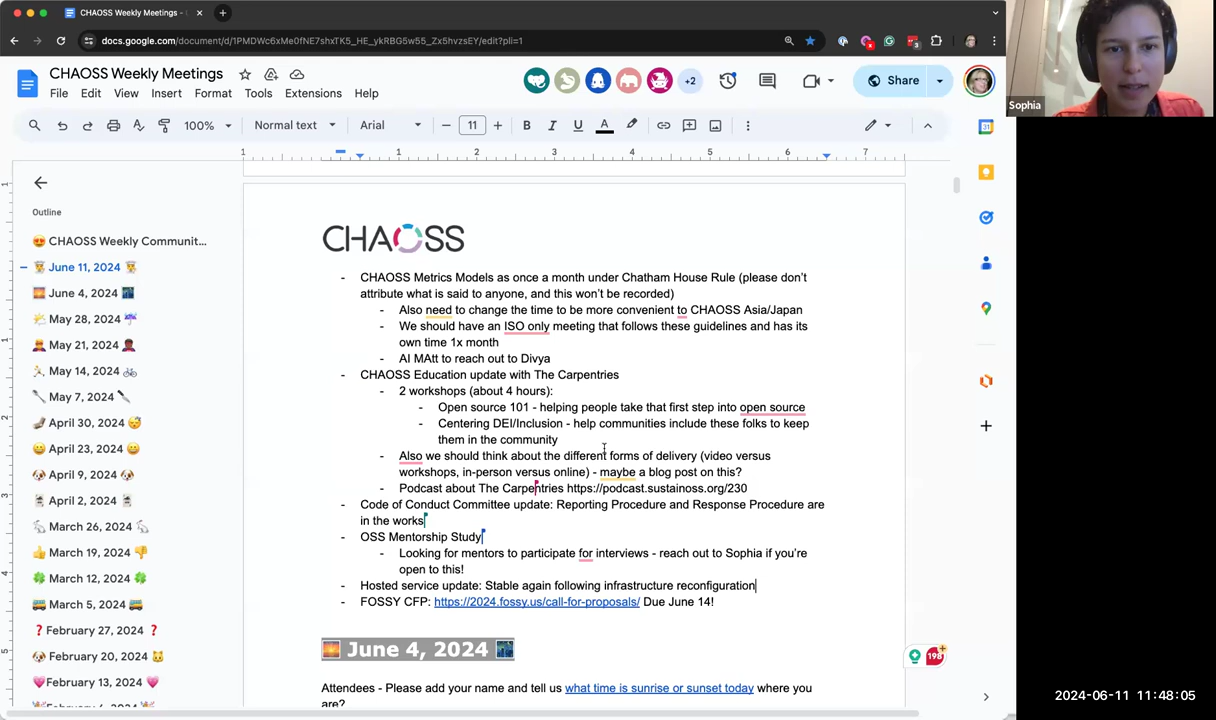 CHAOSS Weekly Meetings -
docs.google.com/document/d/1PMDWc6xMe0fNE7shxTK5_HE_ykRBG5w55_Zx5hvzsEY/edit?pli=1
CHAOSS Weekly Meetings
File Edit View Insert Format Tools Extensions Help
+2
Share
Sophia
100% Normal text Arial 11 B I U A
1 1 2 3 4 5 6 7
Outline
😍 CHAOSS Weekly Communit...
June 11, 2024
June 4, 2024
May 28, 2024
May 21, 2024
May 14, 2024
May 7, 2024
April 30, 2024
April 23, 2024
April 9, 2024
April 2, 2024
March 26, 2024
March 19, 2024
March 12, 2024
March 5, 2024
❓ February 27, 2024 ❓
February 20, 2024
February 13, 2024
CHAOSS
- CHAOSS Metrics Models as once a month under Chatham House Rule (please don't
attribute what is said to anyone, and this won't be recorded)
- Also need to change the time to be more convenient to CHAOSS Asia/Japan
- We should have an ISO only meeting that follows these guidelines and has its
own time 1x month
- AI MAtt to reach out to Divya
- CHAOSS Education update with The Carpentries
- 2 workshops (about 4 hours):
- Open source 101 - helping people take that first step into open source
- Centering DEI/Inclusion - help communities include these folks to keep
them in the community
- Also we should think about the different forms of delivery (video versus
workshops, in-person versus online) - maybe a blog post on this?
- Podcast about The Carpentries https://podcast.sustainoss.org/230
- Code of Conduct Committee update: Reporting Procedure and Response Procedure are
in the works
- OSS Mentorship Study
- Looking for mentors to participate for interviews - reach out to Sophia if you're
open to this!
- Hosted service update: Stable again following infrastructure reconfiguration
- FOSSY CFP: https://2024.fossy.us/call-for-proposals/ Due June 14!
June 4, 2024
Attendees - Please add your name and tell us what time is sunrise or sunset today where you
are?
198
2024-06-11 11:48:05